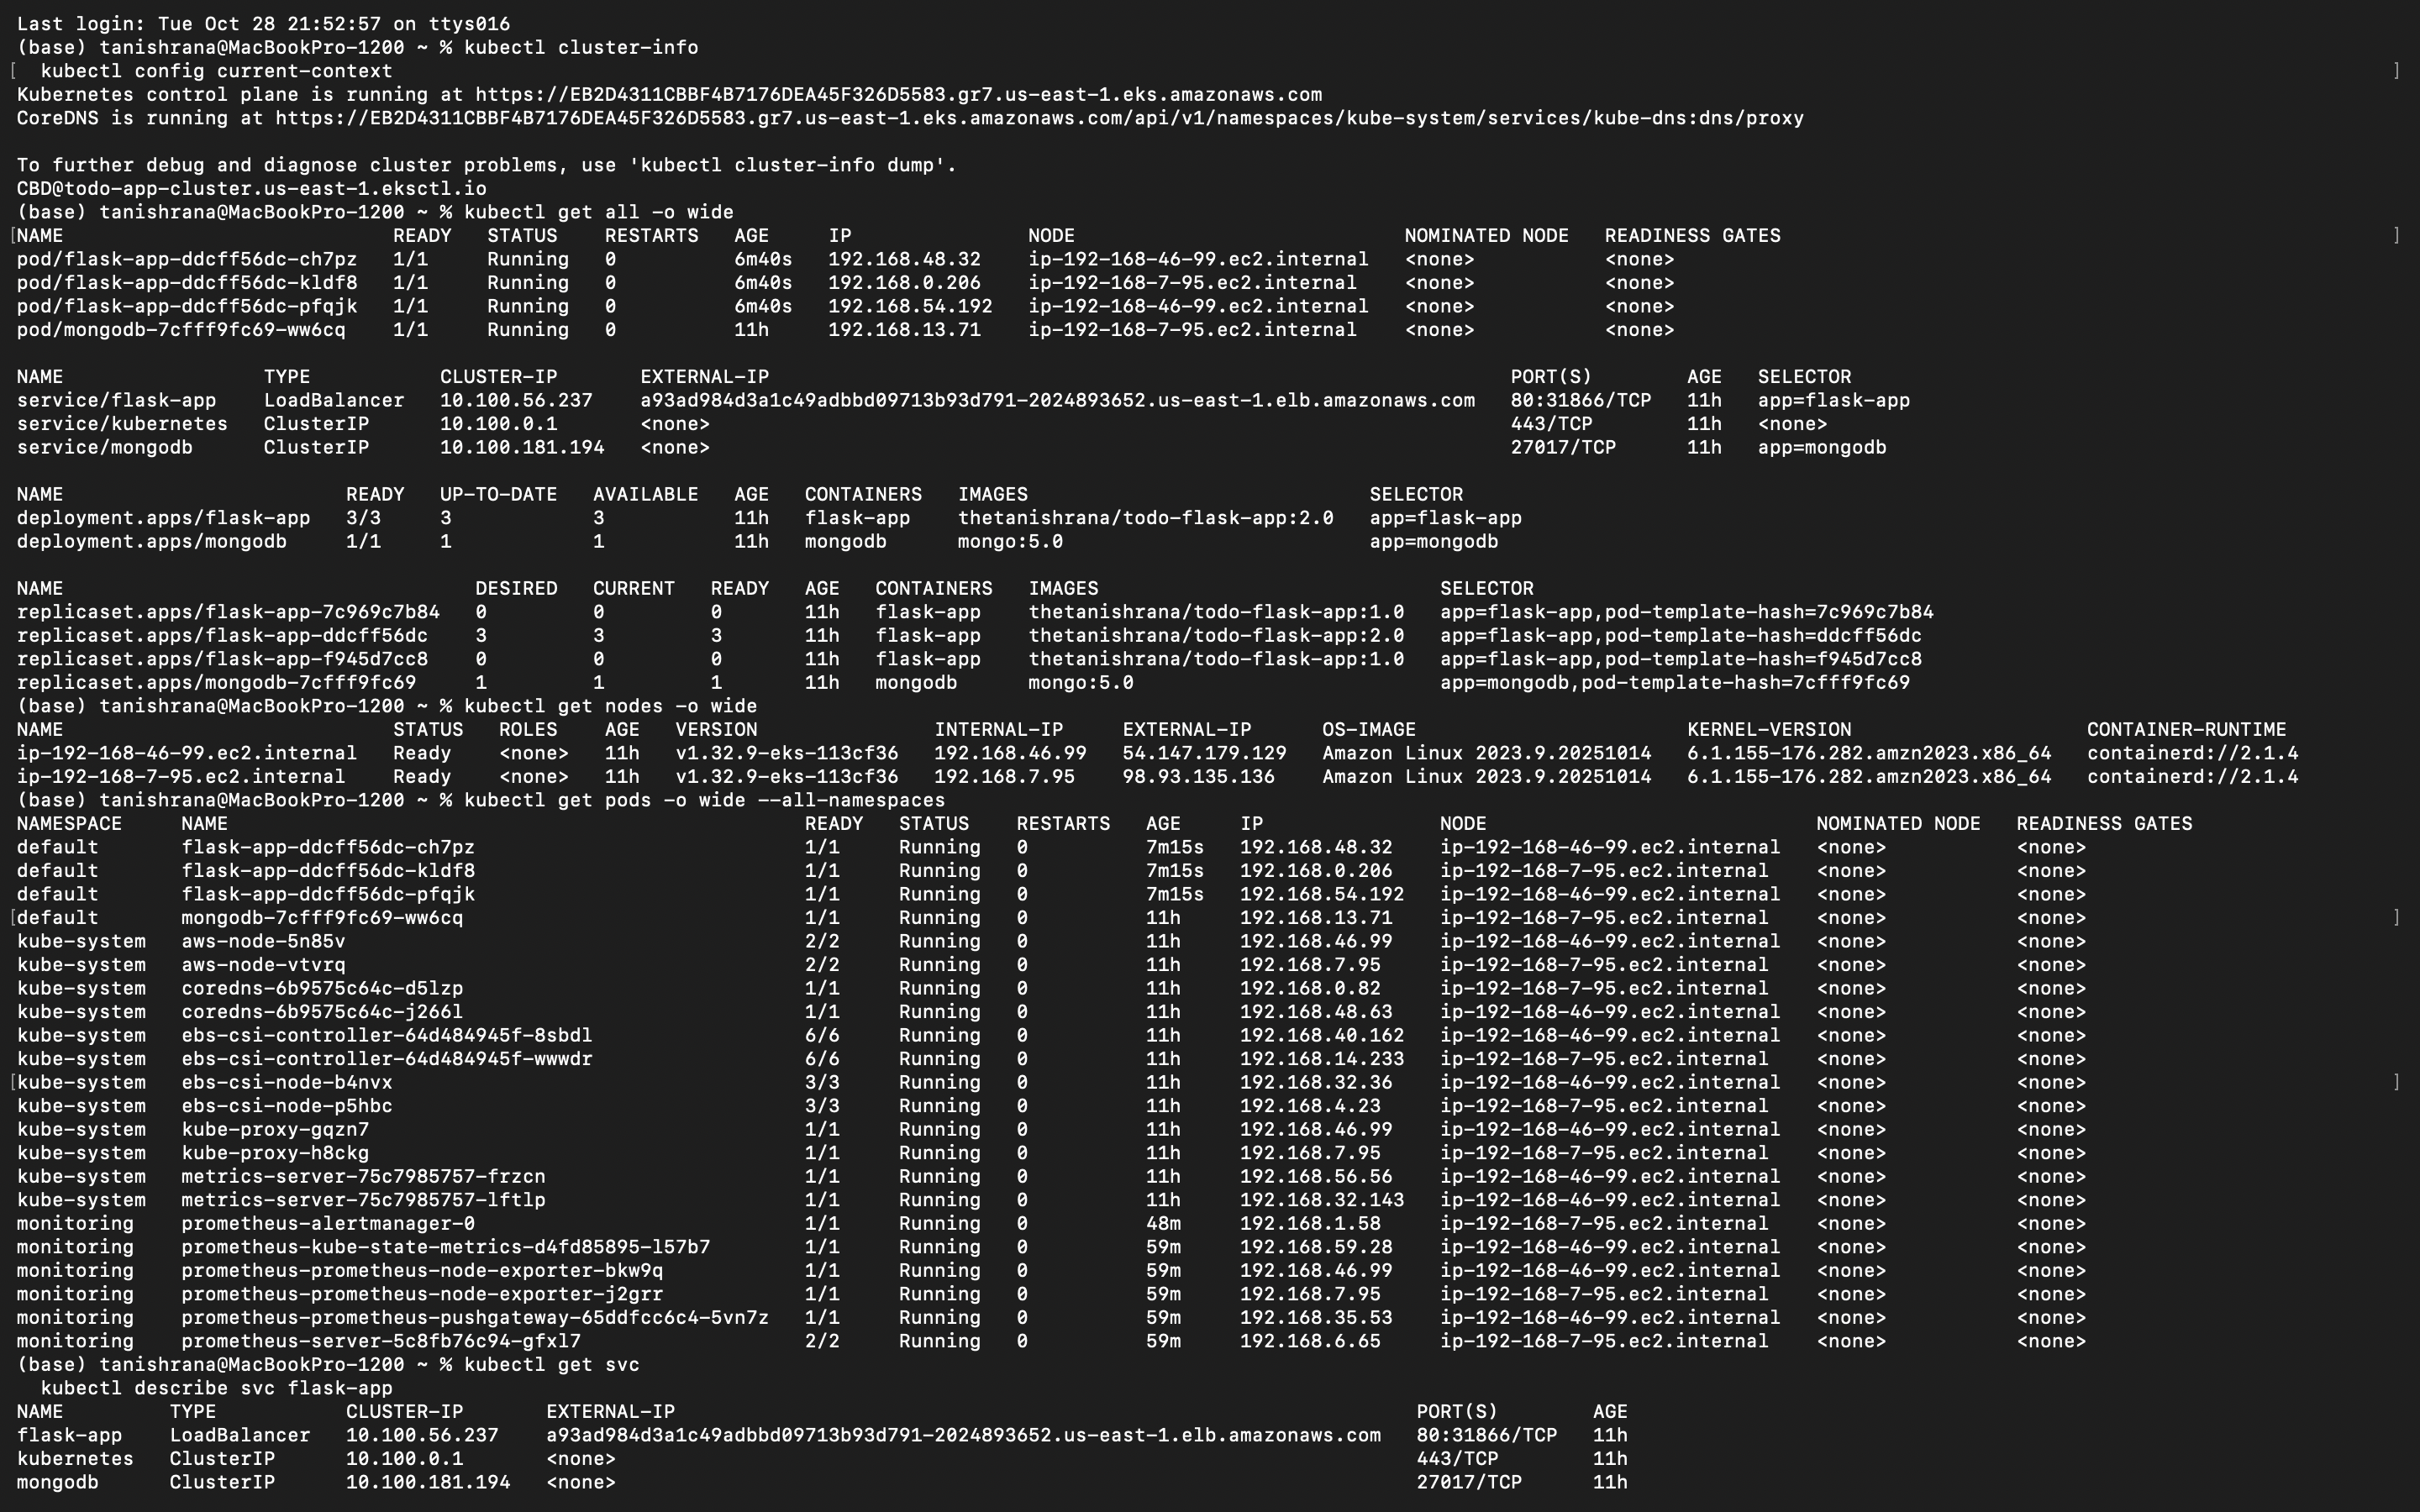 Last login: Tue Oct 28 21:52:57 on ttys016
(base) tanishrana@MacBookPro-1200 ~ % kubectl cluster-info
[  kubectl config current-context ]
Kubernetes control plane is running at https://EB2D4311CBBF4B7176DEA45F326D5583.gr7.us-east-1.eks.amazonaws.com
CoreDNS is running at https://EB2D4311CBBF4B7176DEA45F326D5583.gr7.us-east-1.eks.amazonaws.com/api/v1/namespaces/kube-system/services/kube-dns:dns/proxy
To further debug and diagnose cluster problems, use 'kubectl cluster-info dump'.
CBD@todo-app-cluster.us-east-1.eksctl.io
(base) tanishrana@MacBookPro-1200 ~ % kubectl get all -o wide
[NAME READY STATUS RESTARTS AGE IP NODE NOMINATED NODE READINESS GATES ]
pod/flask-app-ddcff56dc-ch7pz 1/1 Running 0 6m40s 192.168.48.32 ip-192-168-46-99.ec2.internal <none> <none>
pod/flask-app-ddcff56dc-kldf8 1/1 Running 0 6m40s 192.168.0.206 ip-192-168-7-95.ec2.internal <none> <none>
pod/flask-app-ddcff56dc-pfqjk 1/1 Running 0 6m40s 192.168.54.192 ip-192-168-46-99.ec2.internal <none> <none>
pod/mongodb-7cfff9fc69-ww6cq 1/1 Running 0 11h 192.168.13.71 ip-192-168-7-95.ec2.internal <none> <none>
NAME TYPE CLUSTER-IP EXTERNAL-IP PORT(S) AGE SELECTOR
service/flask-app LoadBalancer 10.100.56.237 a93ad984d3a1c49adbbd09713b93d791-2024893652.us-east-1.elb.amazonaws.com 80:31866/TCP 11h app=flask-app
service/kubernetes ClusterIP 10.100.0.1 <none> 443/TCP 11h <none>
service/mongodb ClusterIP 10.100.181.194 <none> 27017/TCP 11h app=mongodb
NAME READY UP-TO-DATE AVAILABLE AGE CONTAINERS IMAGES SELECTOR
deployment.apps/flask-app 3/3 3 3 11h flask-app thetanishrana/todo-flask-app:2.0 app=flask-app
deployment.apps/mongodb 1/1 1 1 11h mongodb mongo:5.0 app=mongodb
NAME DESIRED CURRENT READY AGE CONTAINERS IMAGES SELECTOR
replicaset.apps/flask-app-7c969c7b84 0 0 0 11h flask-app thetanishrana/todo-flask-app:1.0 app=flask-app,pod-template-hash=7c969c7b84
replicaset.apps/flask-app-ddcff56dc 3 3 3 11h flask-app thetanishrana/todo-flask-app:2.0 app=flask-app,pod-template-hash=ddcff56dc
replicaset.apps/flask-app-f945d7cc8 0 0 0 11h flask-app thetanishrana/todo-flask-app:1.0 app=flask-app,pod-template-hash=f945d7cc8
replicaset.apps/mongodb-7cfff9fc69 1 1 1 11h mongodb mongo:5.0 app=mongodb,pod-template-hash=7cfff9fc69
(base) tanishrana@MacBookPro-1200 ~ % kubectl get nodes -o wide
NAME STATUS ROLES AGE VERSION INTERNAL-IP EXTERNAL-IP OS-IMAGE KERNEL-VERSION CONTAINER-RUNTIME
ip-192-168-46-99.ec2.internal Ready <none> 11h v1.32.9-eks-113cf36 192.168.46.99 54.147.179.129 Amazon Linux 2023.9.20251014 6.1.155-176.282.amzn2023.x86_64 containerd://2.1.4
ip-192-168-7-95.ec2.internal Ready <none> 11h v1.32.9-eks-113cf36 192.168.7.95 98.93.135.136 Amazon Linux 2023.9.20251014 6.1.155-176.282.amzn2023.x86_64 containerd://2.1.4
(base) tanishrana@MacBookPro-1200 ~ % kubectl get pods -o wide --all-namespaces
NAMESPACE NAME READY STATUS RESTARTS AGE IP NODE NOMINATED NODE READINESS GATES
default flask-app-ddcff56dc-ch7pz 1/1 Running 0 7m15s 192.168.48.32 ip-192-168-46-99.ec2.internal <none> <none>
default flask-app-ddcff56dc-kldf8 1/1 Running 0 7m15s 192.168.0.206 ip-192-168-7-95.ec2.internal <none> <none>
default flask-app-ddcff56dc-pfqjk 1/1 Running 0 7m15s 192.168.54.192 ip-192-168-46-99.ec2.internal <none> <none>
[default mongodb-7cfff9fc69-ww6cq 1/1 Running 0 11h 192.168.13.71 ip-192-168-7-95.ec2.internal <none> <none> ]
kube-system aws-node-5n85v 2/2 Running 0 11h 192.168.46.99 ip-192-168-46-99.ec2.internal <none> <none>
kube-system aws-node-vtvrq 2/2 Running 0 11h 192.168.7.95 ip-192-168-7-95.ec2.internal <none> <none>
kube-system coredns-6b9575c64c-d5lzp 1/1 Running 0 11h 192.168.0.82 ip-192-168-7-95.ec2.internal <none> <none>
kube-system coredns-6b9575c64c-j266l 1/1 Running 0 11h 192.168.48.63 ip-192-168-46-99.ec2.internal <none> <none>
kube-system ebs-csi-controller-64d484945f-8sbdl 6/6 Running 0 11h 192.168.40.162 ip-192-168-46-99.ec2.internal <none> <none>
kube-system ebs-csi-controller-64d484945f-wwwdr 6/6 Running 0 11h 192.168.14.233 ip-192-168-7-95.ec2.internal <none> <none>
[kube-system ebs-csi-node-b4nvx 3/3 Running 0 11h 192.168.32.36 ip-192-168-46-99.ec2.internal <none> <none> ]
kube-system ebs-csi-node-p5hbc 3/3 Running 0 11h 192.168.4.23 ip-192-168-7-95.ec2.internal <none> <none>
kube-system kube-proxy-gqzn7 1/1 Running 0 11h 192.168.46.99 ip-192-168-46-99.ec2.internal <none> <none>
kube-system kube-proxy-h8ckg 1/1 Running 0 11h 192.168.7.95 ip-192-168-7-95.ec2.internal <none> <none>
kube-system metrics-server-75c7985757-frzcn 1/1 Running 0 11h 192.168.56.56 ip-192-168-46-99.ec2.internal <none> <none>
kube-system metrics-server-75c7985757-lftlp 1/1 Running 0 11h 192.168.32.143 ip-192-168-46-99.ec2.internal <none> <none>
monitoring prometheus-alertmanager-0 1/1 Running 0 48m 192.168.1.58 ip-192-168-7-95.ec2.internal <none> <none>
monitoring prometheus-kube-state-metrics-d4fd85895-l57b7 1/1 Running 0 59m 192.168.59.28 ip-192-168-46-99.ec2.internal <none> <none>
monitoring prometheus-prometheus-node-exporter-bkw9q 1/1 Running 0 59m 192.168.46.99 ip-192-168-46-99.ec2.internal <none> <none>
monitoring prometheus-prometheus-node-exporter-j2grr 1/1 Running 0 59m 192.168.7.95 ip-192-168-7-95.ec2.internal <none> <none>
monitoring prometheus-prometheus-pushgateway-65ddfcc6c4-5vn7z 1/1 Running 0 59m 192.168.35.53 ip-192-168-46-99.ec2.internal <none> <none>
monitoring prometheus-server-5c8fb76c94-gfxl7 2/2 Running 0 59m 192.168.6.65 ip-192-168-7-95.ec2.internal <none> <none>
(base) tanishrana@MacBookPro-1200 ~ % kubectl get svc
kubectl describe svc flask-app
NAME TYPE CLUSTER-IP EXTERNAL-IP PORT(S) AGE
flask-app LoadBalancer 10.100.56.237 a93ad984d3a1c49adbbd09713b93d791-2024893652.us-east-1.elb.amazonaws.com 80:31866/TCP 11h
kubernetes ClusterIP 10.100.0.1 <none> 443/TCP 11h
mongodb ClusterIP 10.100.181.194 <none> 27017/TCP 11h